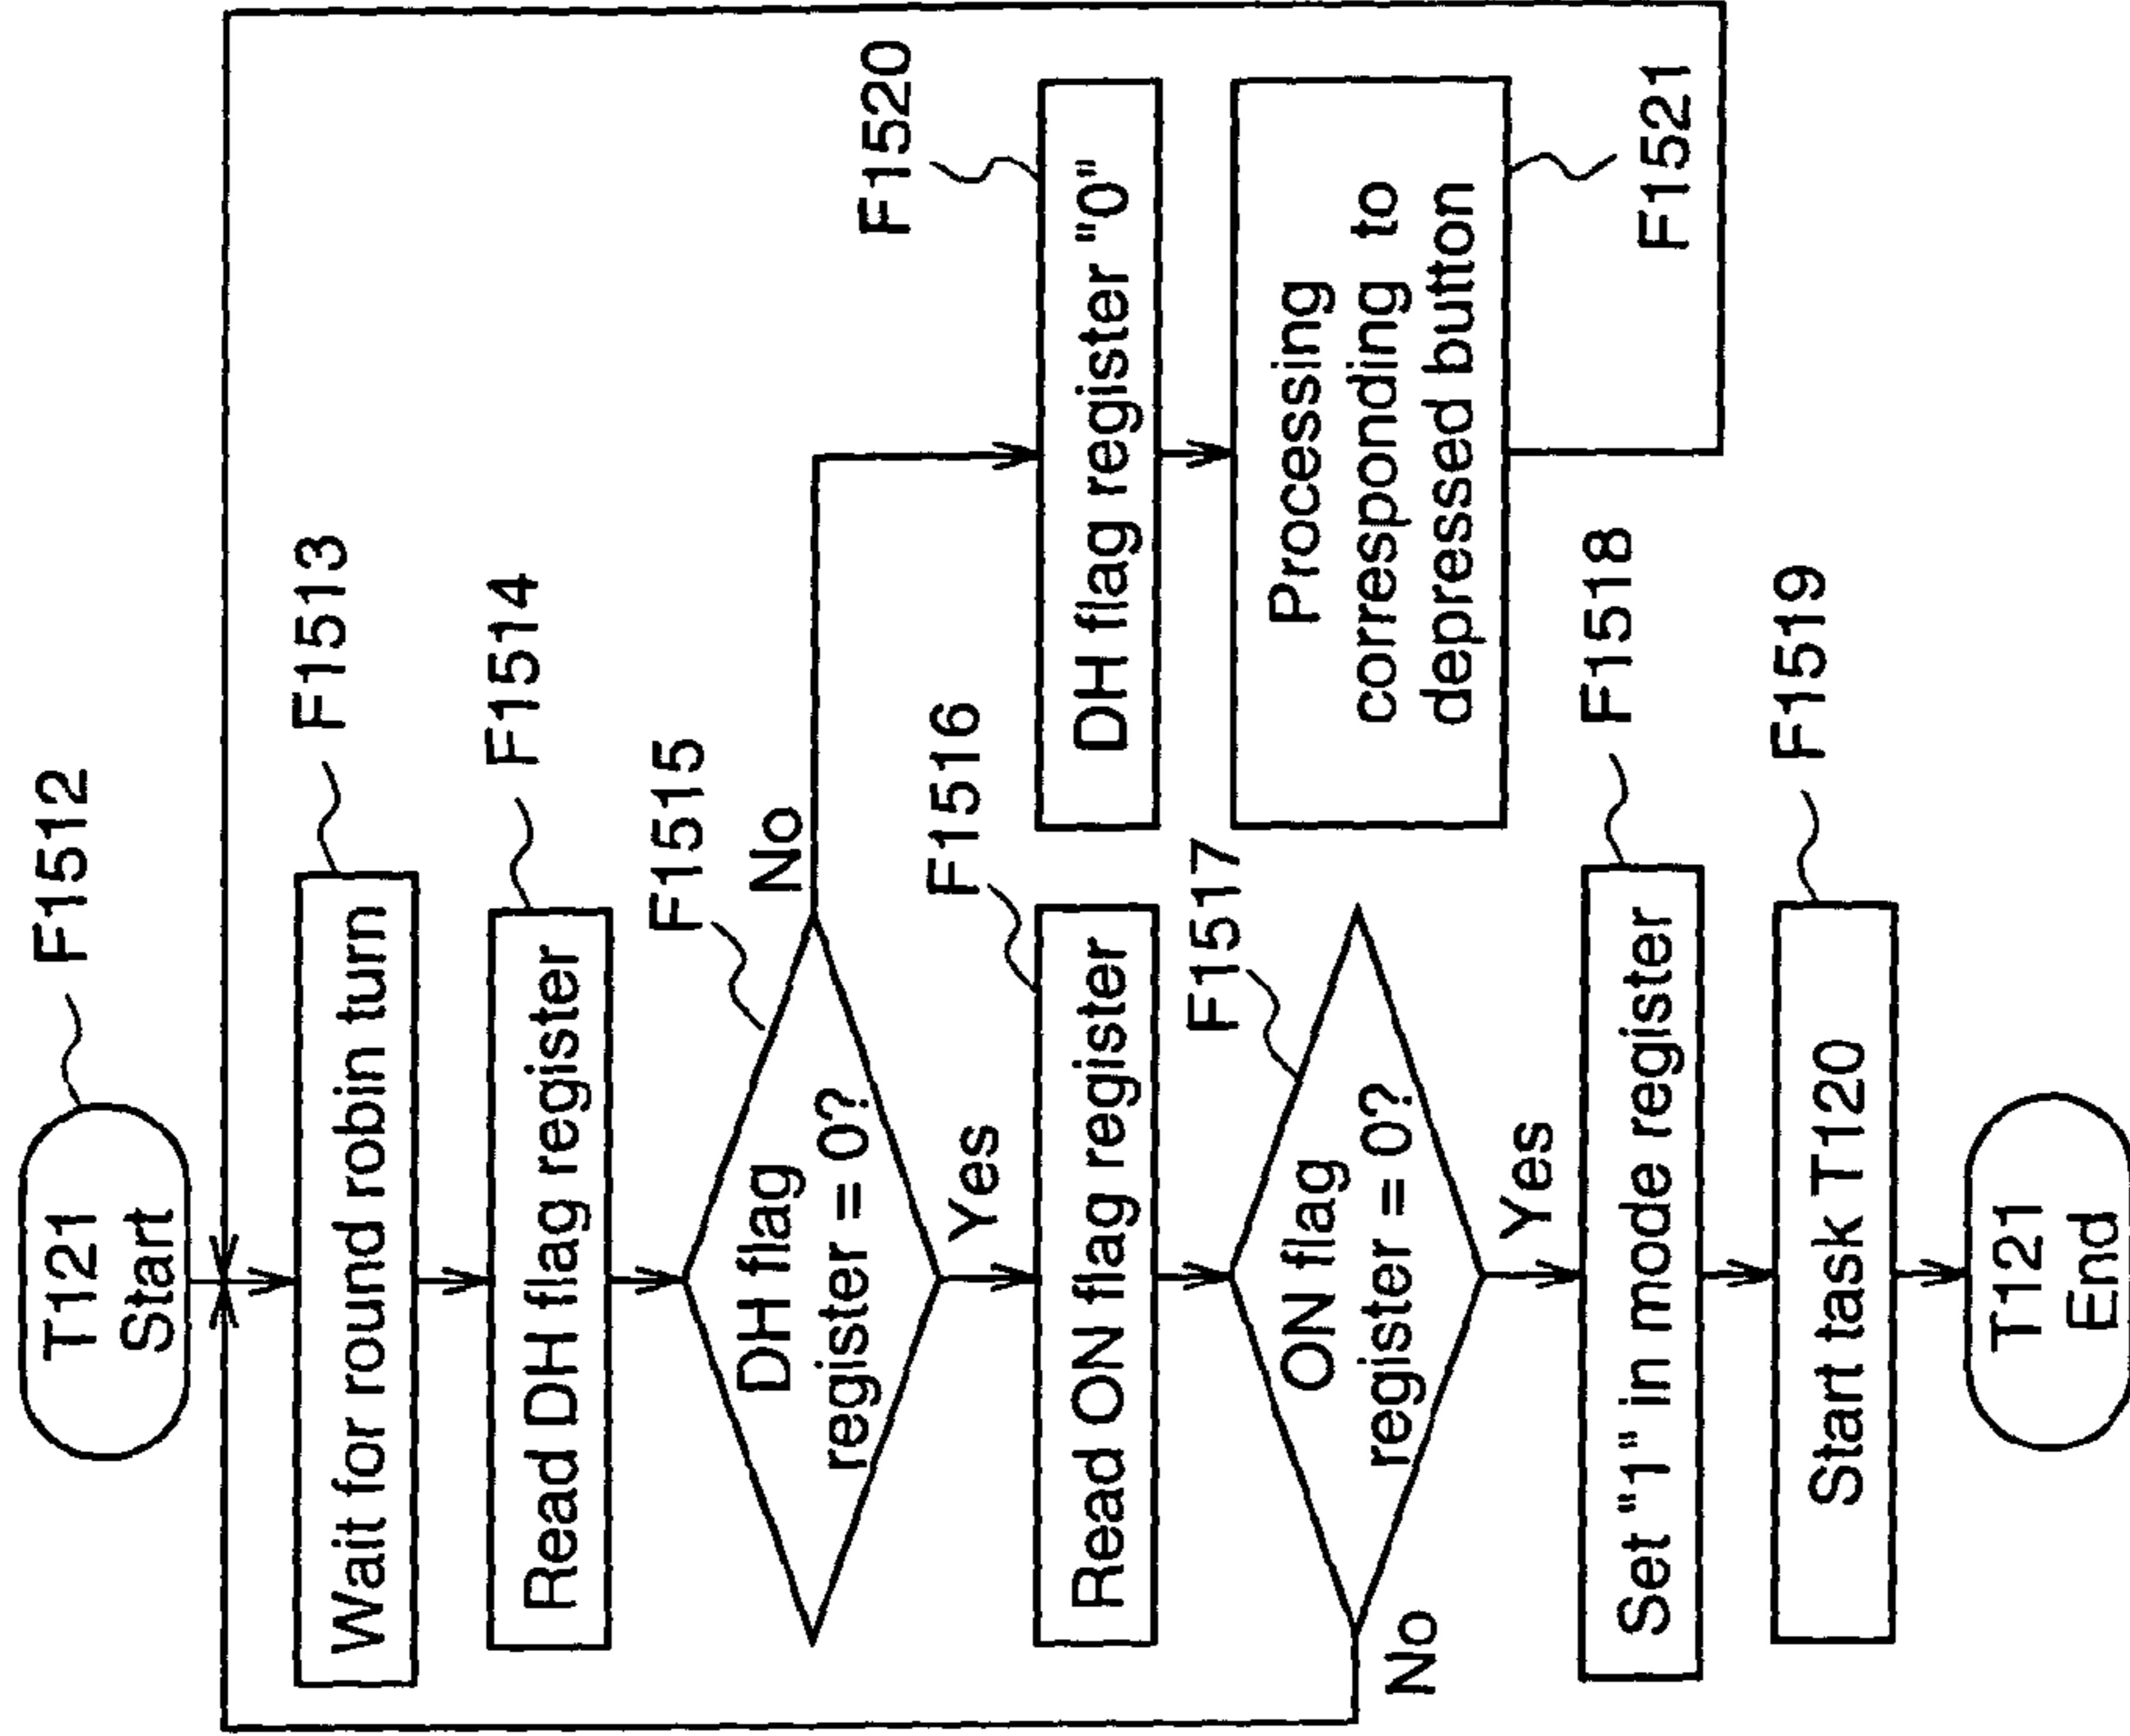 T121
Start
F1512
Wait for round robin turn
F1513
Read DH flag register
F1514
DH flag
register = 0?
F1515
No
Yes
Read ON flag register
F1516
DH flag register "0"
F1520
ON flag
register = 0?
F1517
No
Yes
Processing
corresponding to
depressed button
F1521
Set "1" in mode register
F1518
Start task T120
F1519
T121
End